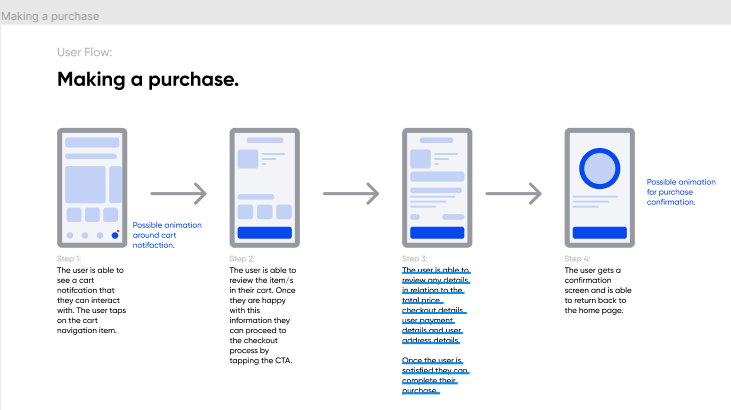 Making a purchase
User Flow:
Making a purchase.
Possible animation
around cart
notifaction.
Possible animation
for purchase
confirmation.
Step 1:
The user is able to
see a cart
notifcation that
they can interact
with. The user taps
on the cart
navigation item.
Step 2:
The user is able to
review the item/s
in their cart. Once
they are happy
with this
information they
can proceed to
the checkout
process by
tapping the CTA.
Step 3:
The user is able to
review any details
in relation to the
total price,
checkout details,
user payment
details and user
address details.
Once the user is
satisfied they can
complete their
purchase.
Step 4:
The user gets a
confirmation
screen and is able
to return back to
the home page.